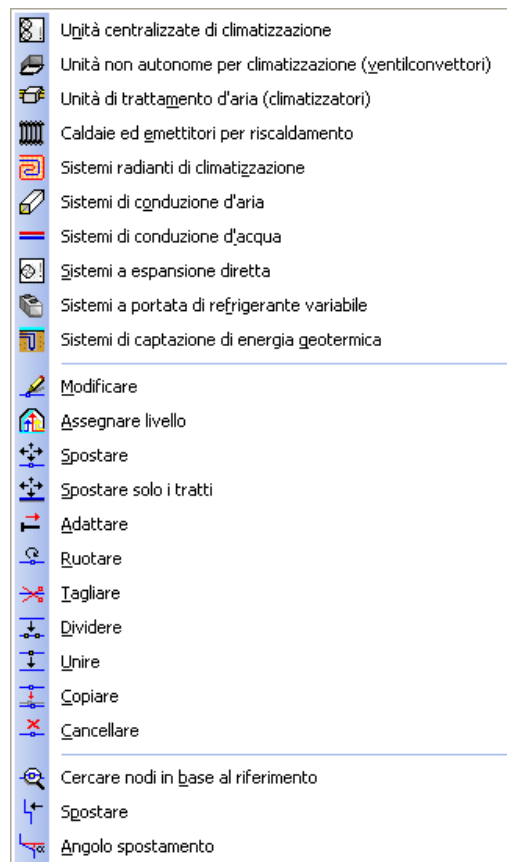 Unità centralizzate di climatizzazione
Unità non autonome per climatizzazione (ventilconvettori)
Unità di trattamento d'aria (climatizzatori)
Caldaie ed emettitori per riscaldamento
Sistemi radianti di climatizzazione
Sistemi di conduzione d'aria
Sistemi di conduzione d'acqua
Sistemi a espansione diretta
Sistemi a portata di refrigerante variabile
Sistemi di captazione di energia geotermica
Modificare
Assegnare livello
Spostare
Spostare solo i tratti
Adattare
Ruotare
Tagliare
Dividere
Unire
Copiare
Cancellare
Cercare nodi in base al riferimento
Spostare
Angolo spostamento